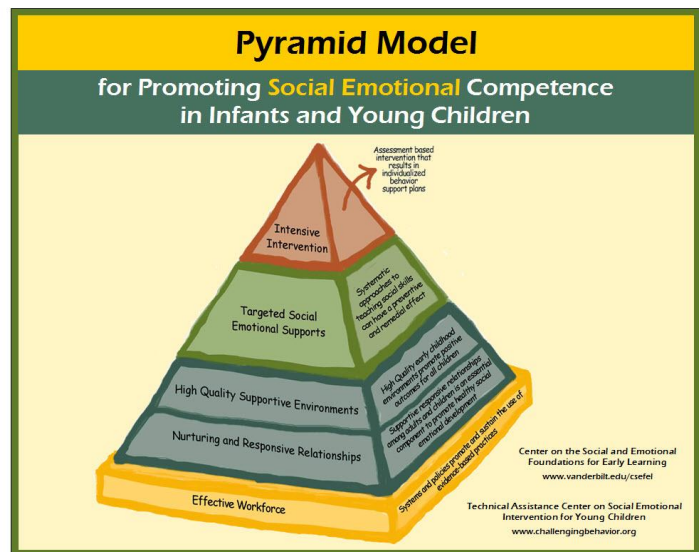 Pyramid Model
for Promoting Social Emotional Competence
in Infants and Young Children
Assessment based
intervention that
results in
individualized
behavior
support plans
Intensive
Intervention
Targeted Social
Emotional Supports
Systematic
approaches to
teaching social skills
can have a preventive
and remedial effect
High Quality Supportive Environments
High Quality early childhood
environments promote positive
outcomes for all children
Nurturing and Responsive Relationships
Supportive responsive relationships
among adults and children is an essential
component to promote healthy social
emotional development
Effective Workforce
Systems and policies promote and sustain the use of
evidence-based practices
Center on the Social and Emotional
Foundations for Early Learning
www.vanderbilt.edu/csefel
Technical Assistance Center on Social Emotional
Intervention for Young Children
www.challengingbehavior.org